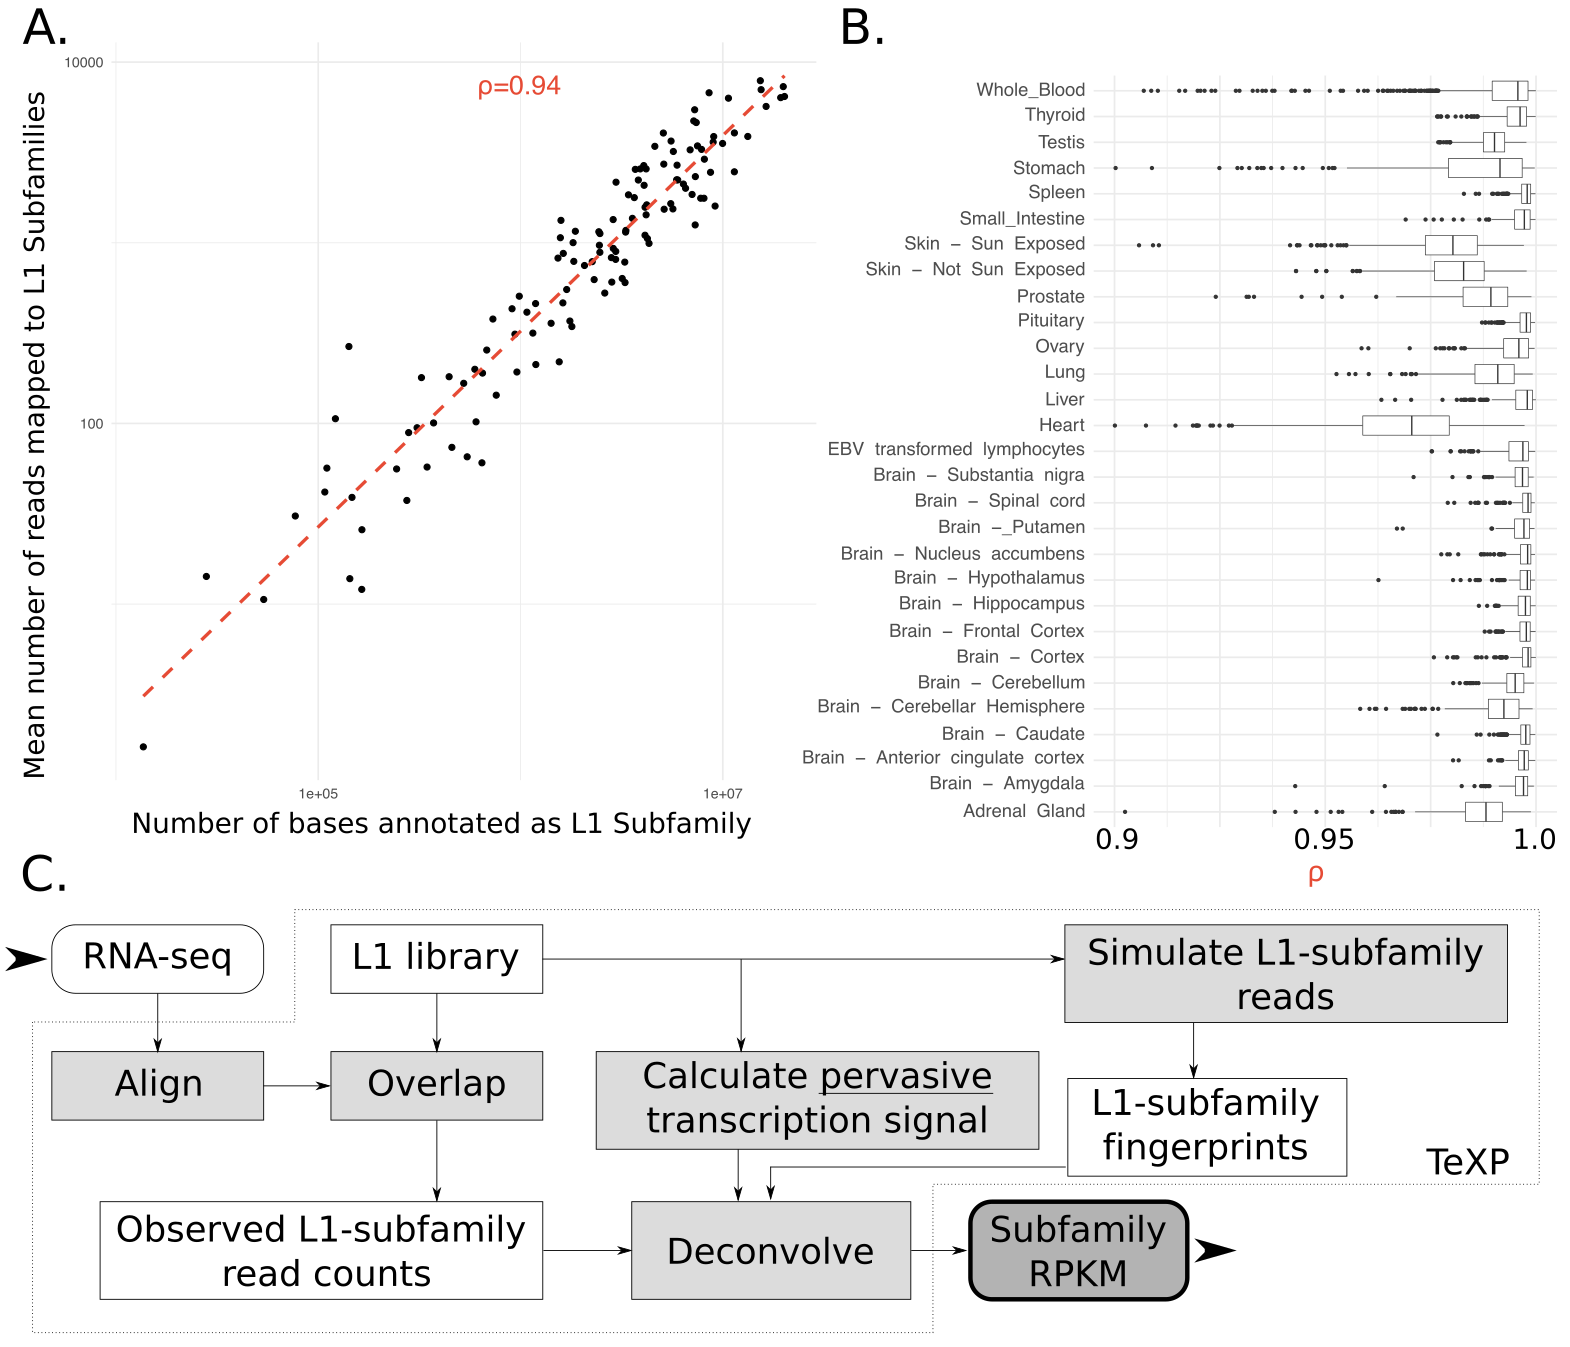 A.
Mean number of reads mapped to L1 Subfamilies
10000
100
ρ=0.94
1e+05
1e+07
Number of bases annotated as L1 Subfamily
B.
Whole_Blood
Thyroid
Testis
Stomach
Spleen
Small_Intestine
Skin – Sun Exposed
Skin – Not Sun Exposed
Prostate
Pituitary
Ovary
Lung
Liver
Heart
EBV transformed lymphocytes
Brain – Substantia nigra
Brain – Spinal cord
Brain –_Putamen
Brain – Nucleus accumbens
Brain – Hypothalamus
Brain – Hippocampus
Brain – Frontal Cortex
Brain – Cortex
Brain – Cerebellum
Brain – Cerebellar Hemisphere
Brain – Caudate
Brain – Anterior cingulate cortex
Brain – Amygdala
Adrenal Gland
0.9
0.95
1.0
ρ
C.
RNA-seq
L1 library
Simulate L1-subfamily
reads
Align
Overlap
Calculate pervasive
transcription signal
L1-subfamily
fingerprints
TeXP
Observed L1-subfamily
read counts
Deconvolve
Subfamily
RPKM